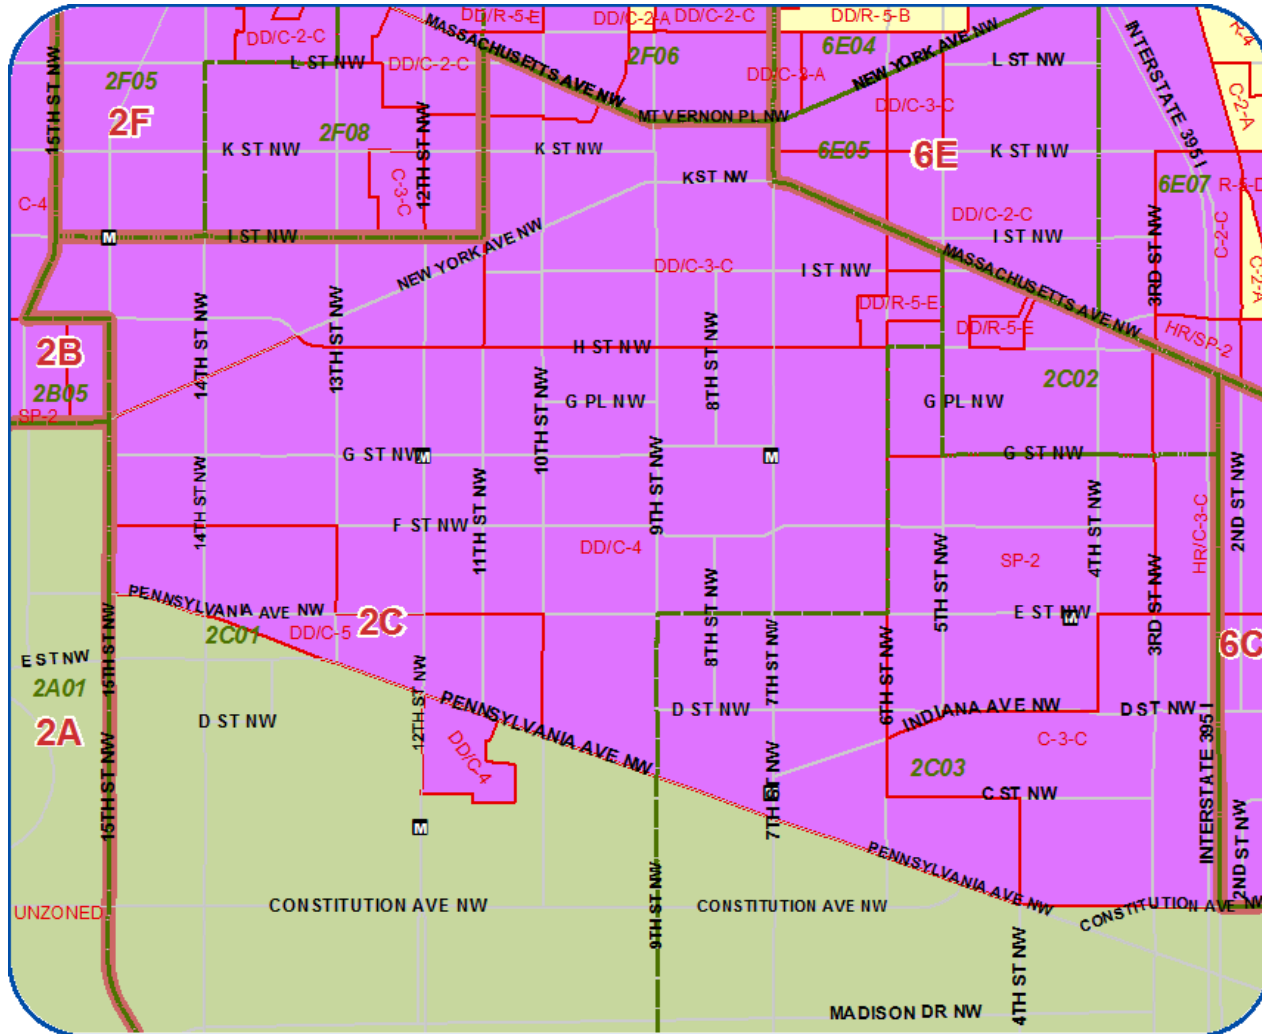 DD/R-5-E
DD/C-2-A
DD/C-2-C
DD/R-5-B
MASSACHUSETTS AVE NW
DD/C-2-C
2F06
6E04
NEW YORK AVE NW
INTERSTATE 395 I
R-4
15TH ST NW
2F05
L ST NW
DD/C-2-C
L ST NW
C-2-A
2F
2F08
12TH ST NW
MT VERNON PL NW
DD/C-3-C
K ST NW
K ST NW
6E05
6E
K ST NW
C-4
C-3-C
K ST NW
6E07
R-5-D
DD/C-2-C
M
I ST NW
NEW YORK AVE NW
I ST NW
3RD ST NW
C-2-C
DD/C-3-C
I ST NW
MASSACHUSETTS AVE NW
C-2-A
14TH ST NW
13TH ST NW
DD/R-5-E
DD/R-5-E
HR/SP-2
2B
H ST NW
8TH ST NW
2B05
2C02
SP-2
10TH ST NW
G PL NW
G PL NW
G ST NW
M
M
G ST NW
14TH ST NW
11TH ST NW
9TH ST NW
2ND ST NW
F ST NW
DD/C-4
SP-2
4TH ST NW
HR/C-3-C
PENNSYLVANIA AVE NW
2C
8TH ST NW
5TH ST NW
E ST NW
M
3RD ST NW
2C01
DD/C-5
6C
E ST NW
15TH ST NW
2A01
12TH ST NW
7TH ST NW
6TH ST NW
2A
D ST NW
PENNSYLVANIA AVE NW
D ST NW
INDIANA AVE NW
D ST NW
DD/C-4
C-3-C
2C03
15TH ST NW
7TH ST NW
C ST NW
INTERSTATE 395 I
M
2ND ST NW
PENNSYLVANIA AVE NW
UNZONED
CONSTITUTION AVE NW
9TH ST NW
CONSTITUTION AVE NW
CONSTITUTION AVE NW
4TH ST NW
MADISON DR NW